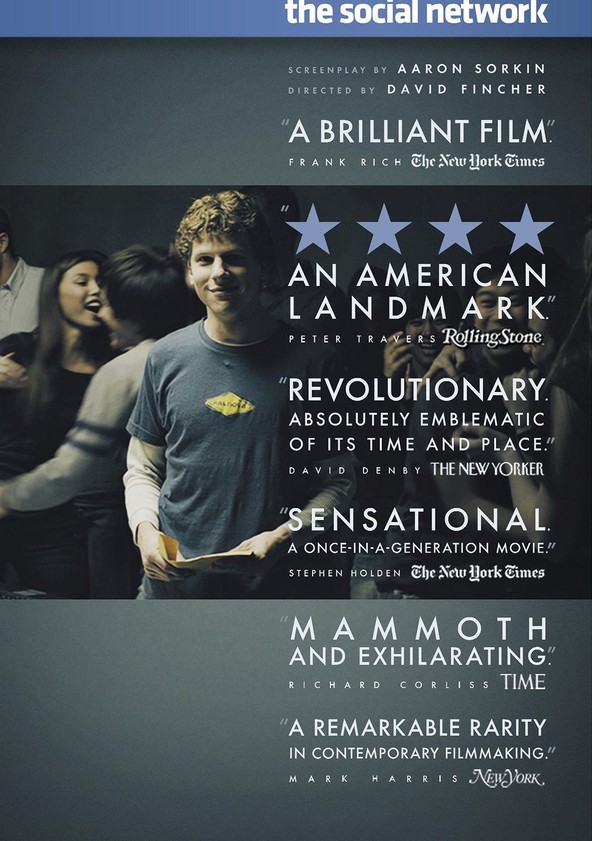 the social network
SCREENPLAY BY AARON SORKIN
DIRECTED BY DAVID FINCHER
"A BRILLIANT FILM."
FRANK RICH The New York Times
"★ ★ ★ ★
AN AMERICAN
LANDMARK."
PETER TRAVERS RollingStone
"REVOLUTIONARY.
ABSOLUTELY EMBLEMATIC
OF ITS TIME AND PLACE."
DAVID DENBY THE NEW YORKER
"SENSATIONAL.
A ONCE-IN-A-GENERATION MOVIE."
STEPHEN HOLDEN The New York Times
"MAMMOTH
AND EXHILARATING."
RICHARD CORLISS TIME
"A REMARKABLE RARITY
IN CONTEMPORARY FILMMAKING."
MARK HARRIS NEW YORK